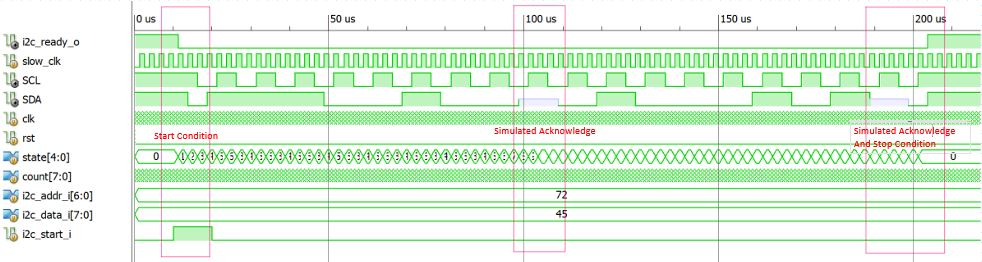 0 us 50 us 100 us 150 us 200 us
i2c_ready_o
slow_clk
SCL
SDA
clk
rst
Start Condition Simulated Acknowledge Simulated Acknowledge
And Stop Condition
state[4:0] 0 0
count[7:0]
i2c_addr_i[6:0] 72
i2c_data_i[7:0] 45
i2c_start_i